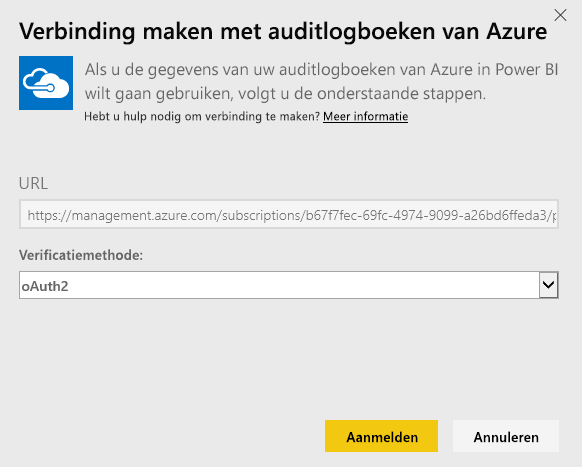 Verbinding maken met auditlogboeken van Azure
Als u de gegevens van uw auditlogboeken van Azure in Power BI
wilt gaan gebruiken, volgt u de onderstaande stappen.
Hebt u hulp nodig om verbinding te maken? Meer informatie
URL
https://management.azure.com/subscriptions/b67f7fec-69fc-4974-9099-a26bd6ffeda3/p
Verificatiemethode:
oAuth2
Aanmelden
Annuleren